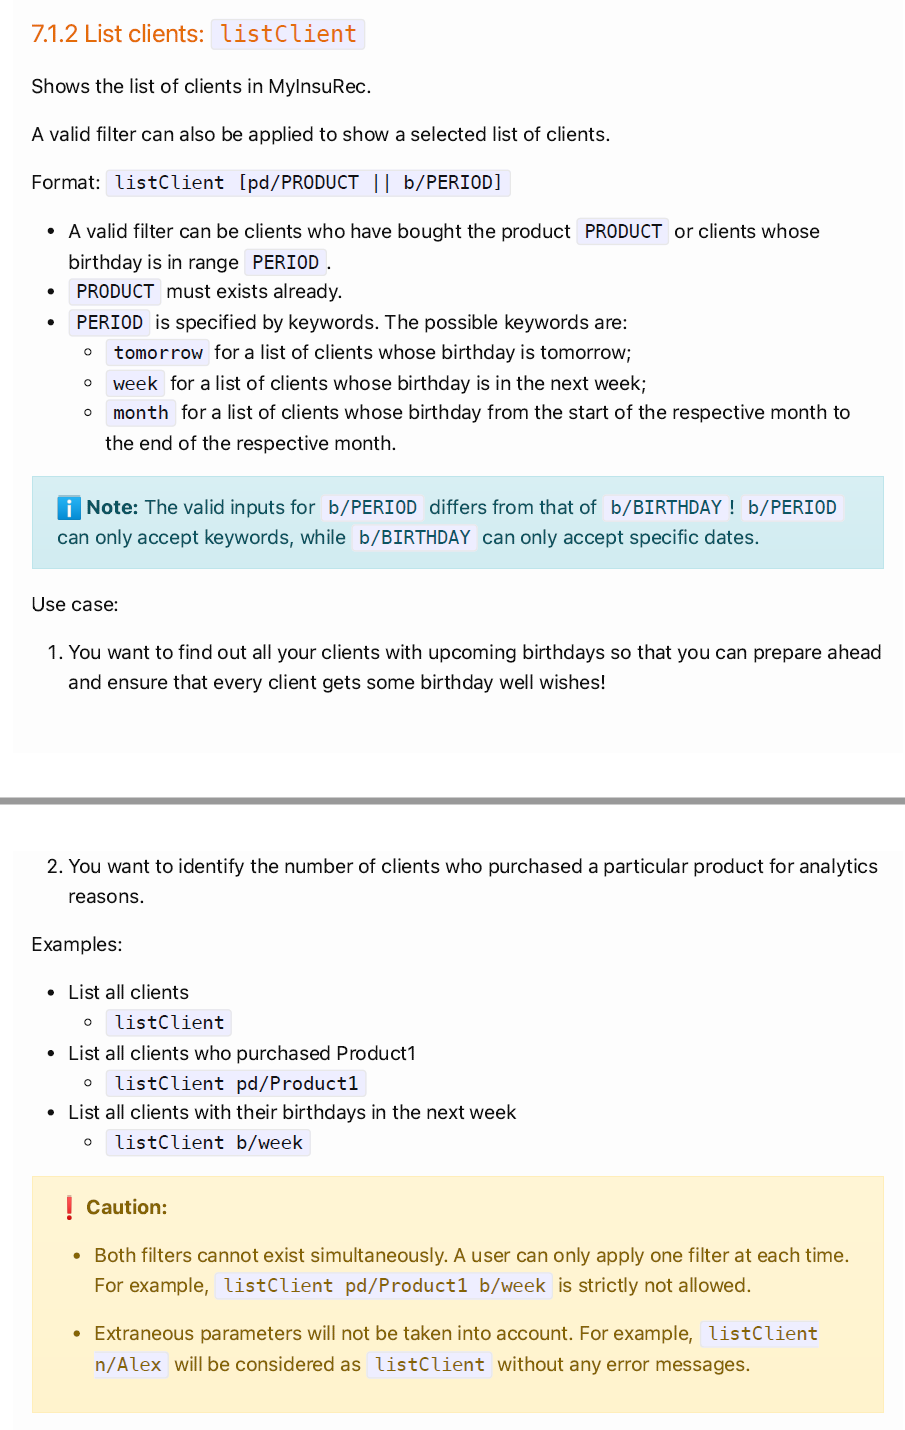 7.1.2 List clients: listClient
Shows the list of clients in MyInsuRec.
A valid filter can also be applied to show a selected list of clients.
Format: listClient [pd/PRODUCT || b/PERIOD]
• A valid filter can be clients who have bought the product PRODUCT or clients whose
birthday is in range PERIOD.
• PRODUCT must exists already.
• PERIOD is specified by keywords. The possible keywords are:
◦ tomorrow for a list of clients whose birthday is tomorrow;
◦ week for a list of clients whose birthday is in the next week;
◦ month for a list of clients whose birthday from the start of the respective month to
the end of the respective month.
ℹ️ Note: The valid inputs for b/PERIOD differs from that of b/BIRTHDAY! b/PERIOD
can only accept keywords, while b/BIRTHDAY can only accept specific dates.
Use case:
1. You want to find out all your clients with upcoming birthdays so that you can prepare ahead
and ensure that every client gets some birthday well wishes!
2. You want to identify the number of clients who purchased a particular product for analytics
reasons.
Examples:
• List all clients
◦ listClient
• List all clients who purchased Product1
◦ listClient pd/Product1
• List all clients with their birthdays in the next week
◦ listClient b/week
❗ Caution:
• Both filters cannot exist simultaneously. A user can only apply one filter at each time.
For example, listClient pd/Product1 b/week is strictly not allowed.
• Extraneous parameters will not be taken into account. For example, listClient
n/Alex will be considered as listClient without any error messages.